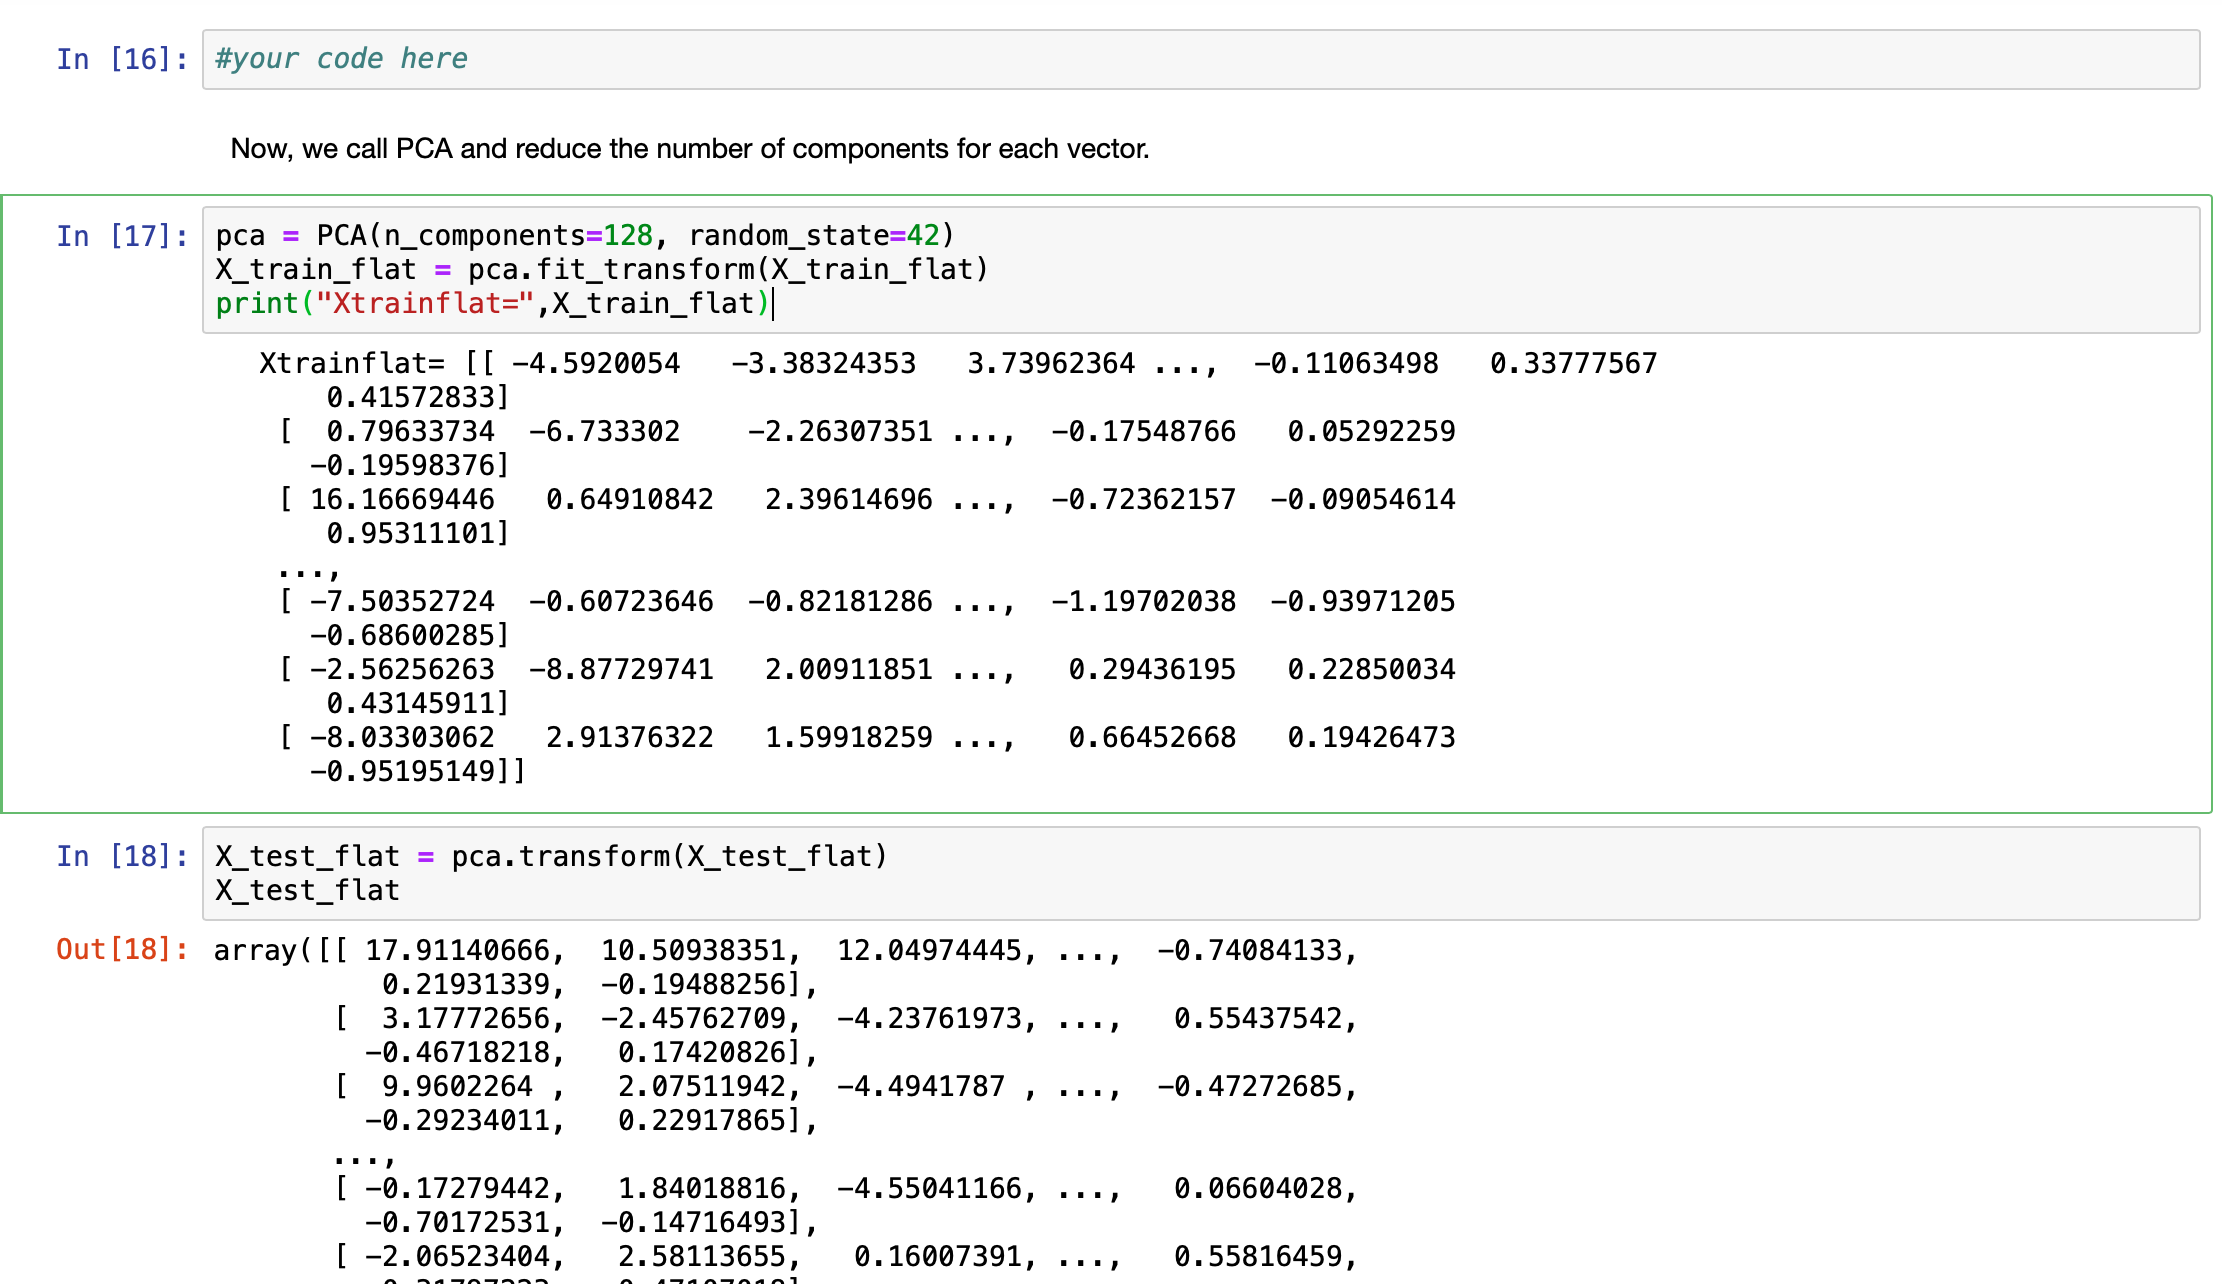 In [16]: #your code here
Now, we call PCA and reduce the number of components for each vector.
In [17]: pca = PCA(n_components=128, random_state=42)
X_train_flat = pca.fit_transform(X_train_flat)
print("Xtrainflat=",X_train_flat)
Xtrainflat= [[ -4.5920054   -3.38324353   3.73962364 ...,  -0.11063498   0.33777567
    0.41572833]
 [  0.79633734  -6.733302    -2.26307351 ...,  -0.17548766   0.05292259
   -0.19598376]
 [ 16.16669446   0.64910842   2.39614696 ...,  -0.72362157  -0.09054614
    0.95311101]
 ...,
 [ -7.50352724  -0.60723646  -0.82181286 ...,  -1.19702038  -0.93971205
   -0.68600285]
 [ -2.56256263  -8.87729741   2.00911851 ...,   0.29436195   0.22850034
    0.43145911]
 [ -8.03303062   2.91376322   1.59918259 ...,   0.66452668   0.19426473
   -0.95195149]]
In [18]: X_test_flat = pca.transform(X_test_flat)
X_test_flat
Out[18]: array([[ 17.91140666,  10.50938351,  12.04974445, ...,  -0.74084133,
          0.21931339,  -0.19488256],
       [  3.17772656,  -2.45762709,  -4.23761973, ...,   0.55437542,
         -0.46718218,   0.17420826],
       [  9.9602264 ,   2.07511942,  -4.4941787 , ...,  -0.47272685,
         -0.29234011,   0.22917865],
       ...,
       [ -0.17279442,   1.84018816,  -4.55041166, ...,   0.06604028,
         -0.70172531,  -0.14716493],
       [ -2.06523404,   2.58113655,   0.16007391, ...,   0.55816459,